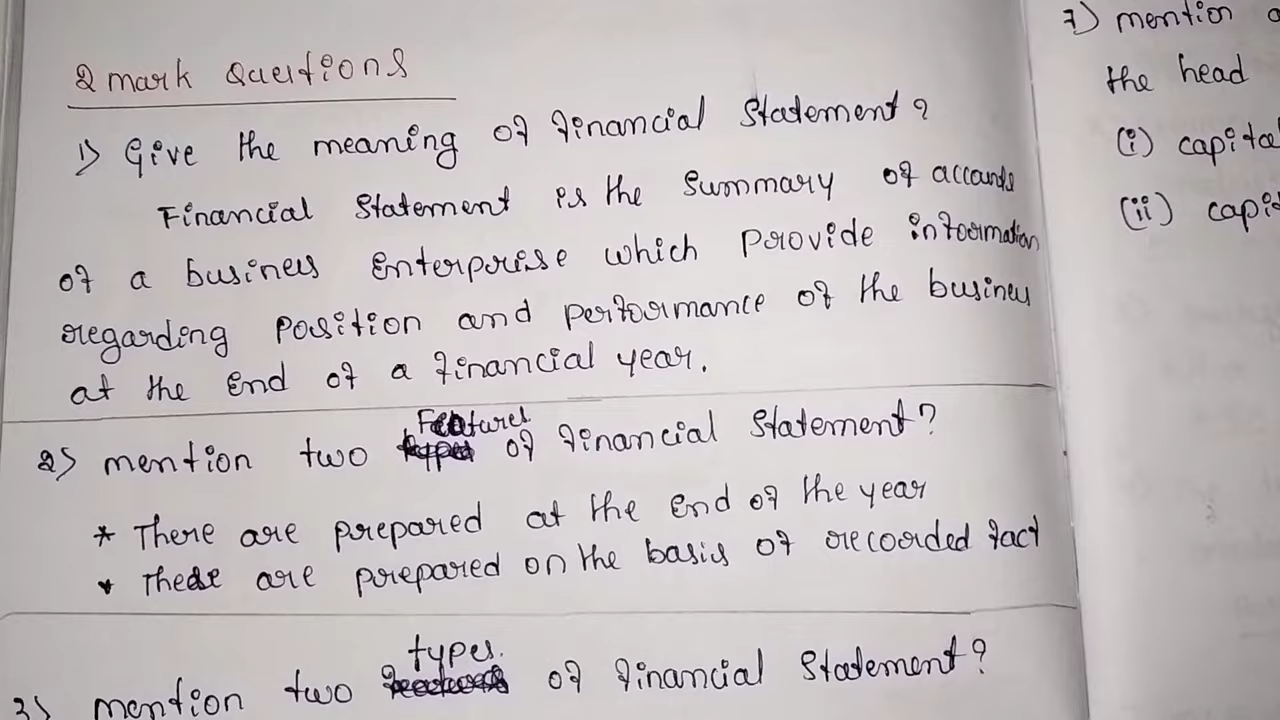 2 mark Questions
1) Give the meaning of Financial Statement?
Financial Statement is the Summary of accounts
of a business Enterprise which provide information
regarding Position and performance of the business
at the End of a financial year.
2) mention two Features of Financial Statement?
* There are prepared at the End of the year
* These are prepared on the basis of recorded fact
3) mention two types. of Financial Statement?
7) mention
the head
(i) capital
(ii)